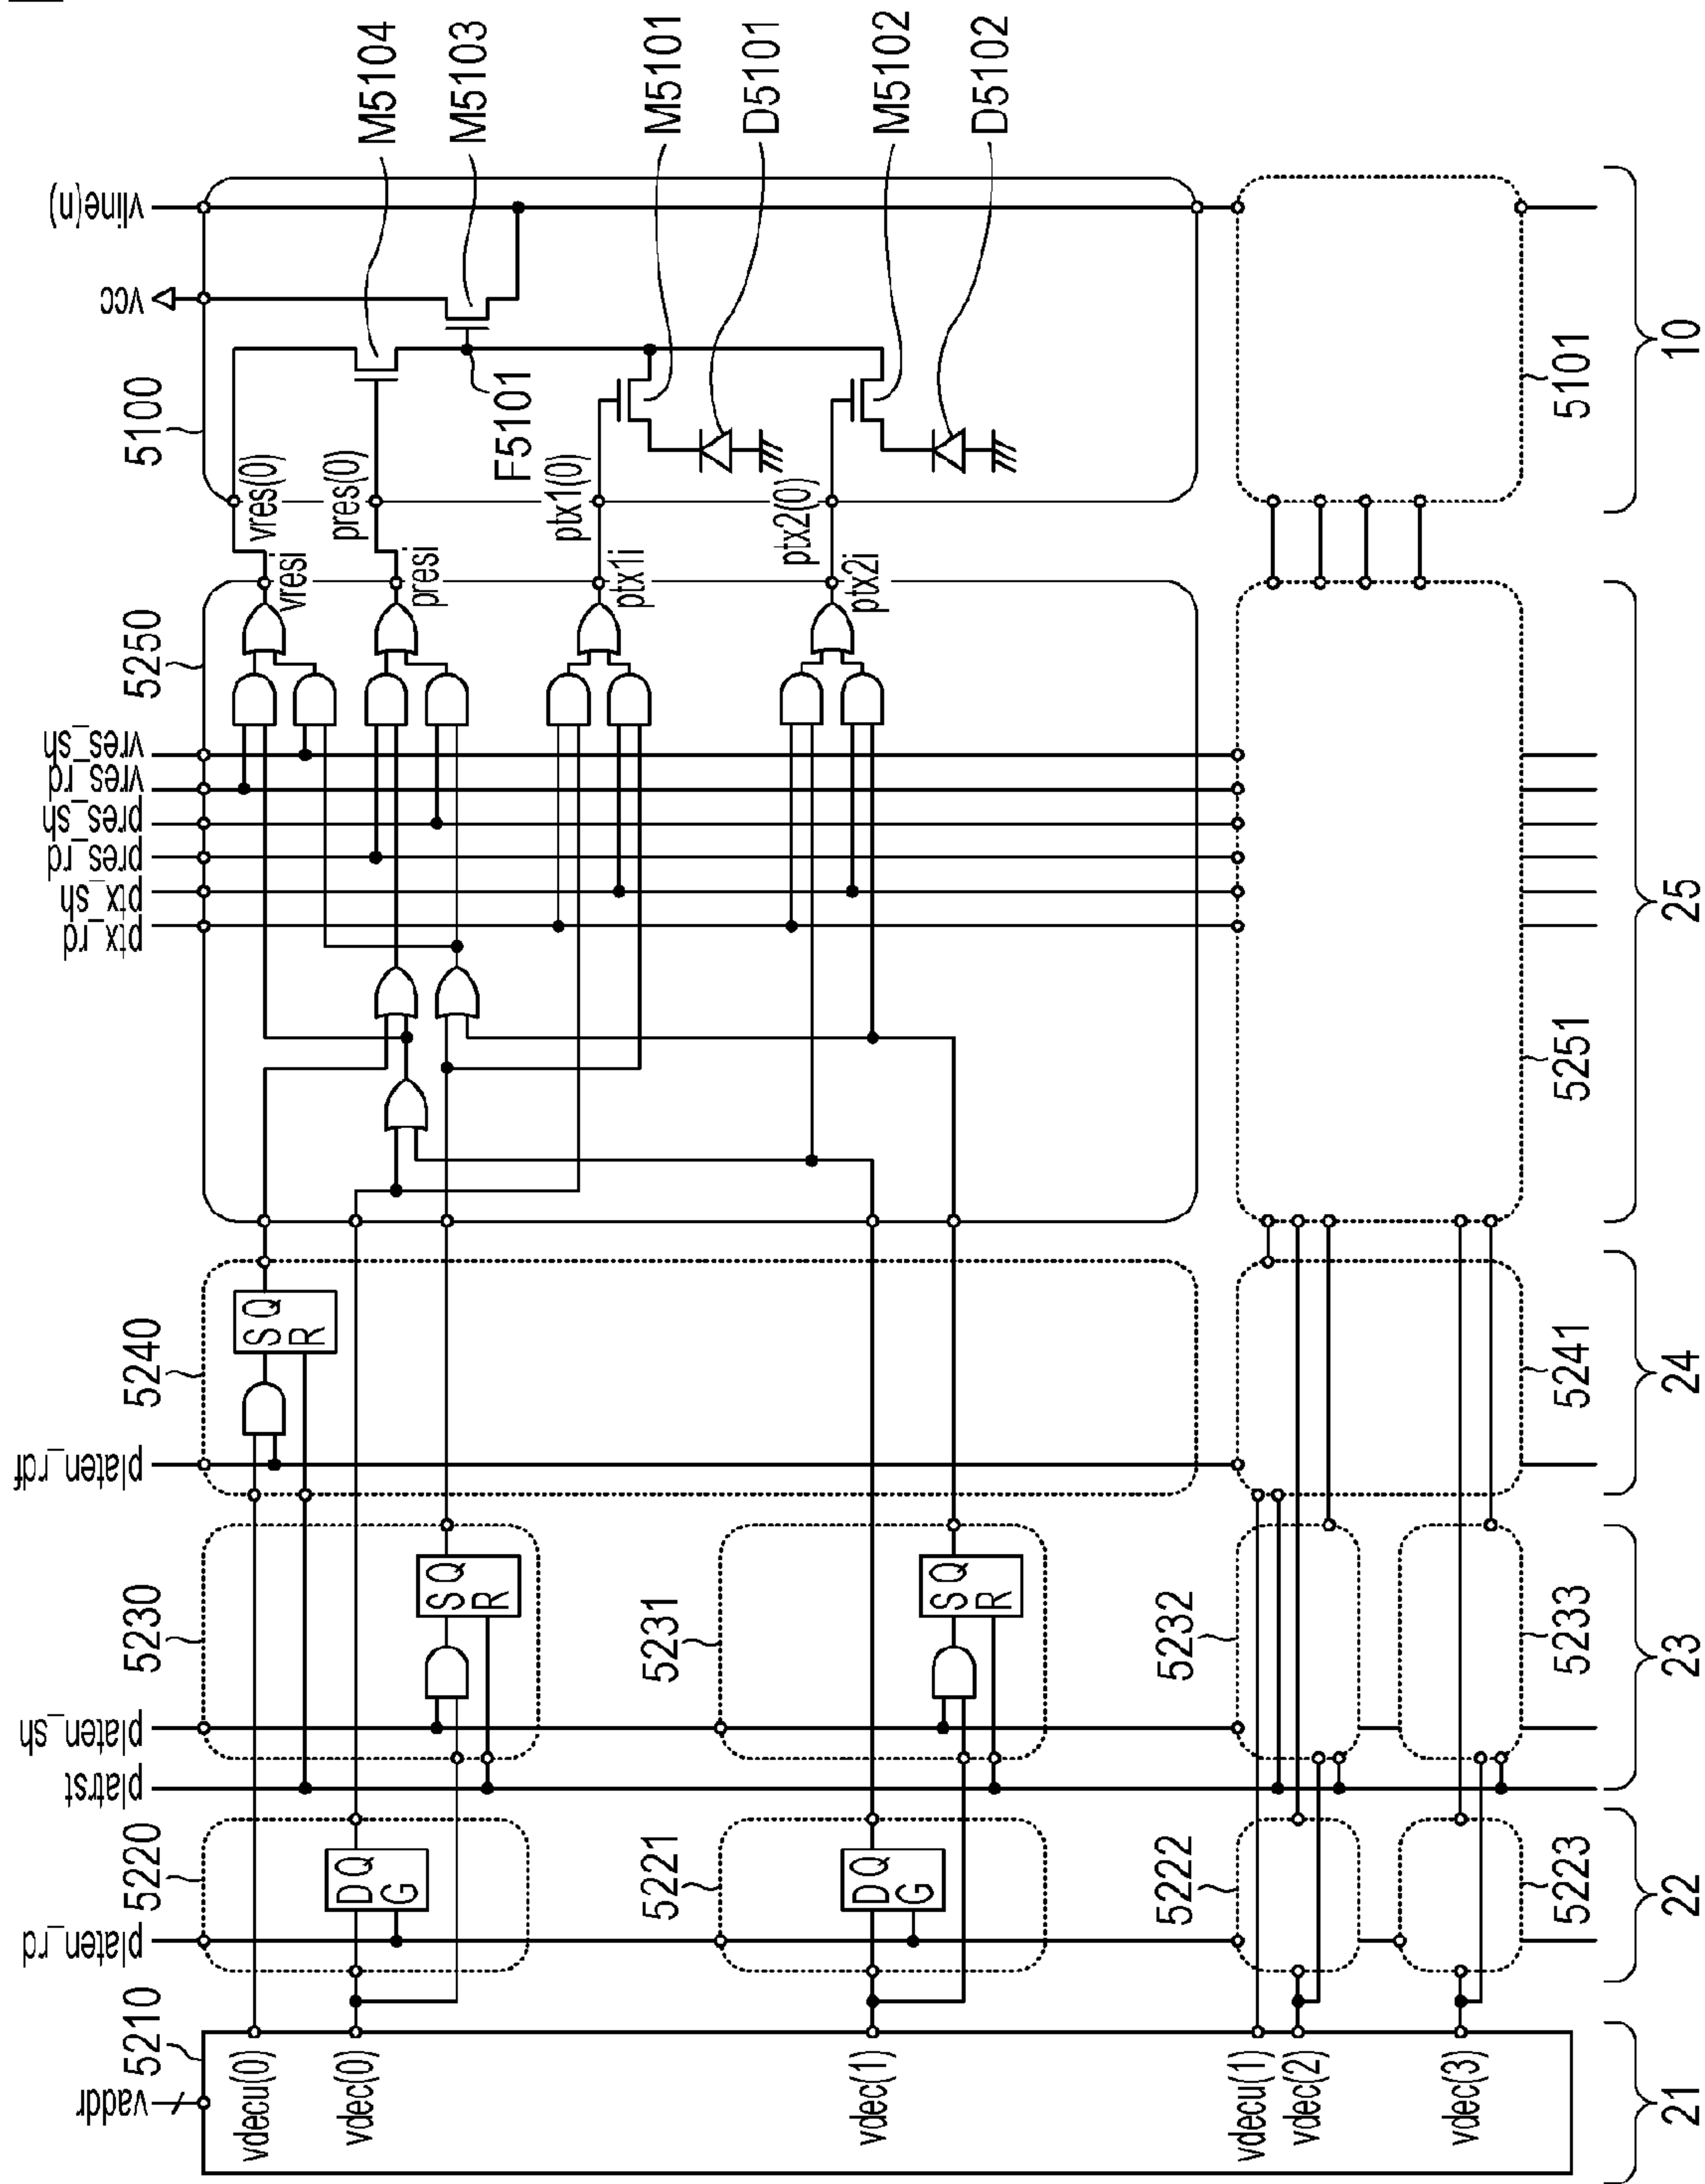 M5104
M5103
M5101
D5101
M5102
D5102
vline(n)
vcc
5100
F5101
vres(0)
pres(0)
ptx1(0)
ptx2(0)
5101
10
5250
vresi
presi
ptx1i
ptx2i
vres_sh
vres_rd
pres_sh
pres_rd
ptx_sh
ptx_rd
5251
25
5240
S Q
R
platen_rdf
5241
24
5230
S Q
R
5231
S Q
R
5232
5233
23
platen_sh
platrst
5220
D Q
G
5221
D Q
G
5222
5223
22
platen_rd
5210
vaddr
vdecu(0)
vdec(0)
vdec(1)
vdecu(1)
vdec(2)
vdec(3)
21